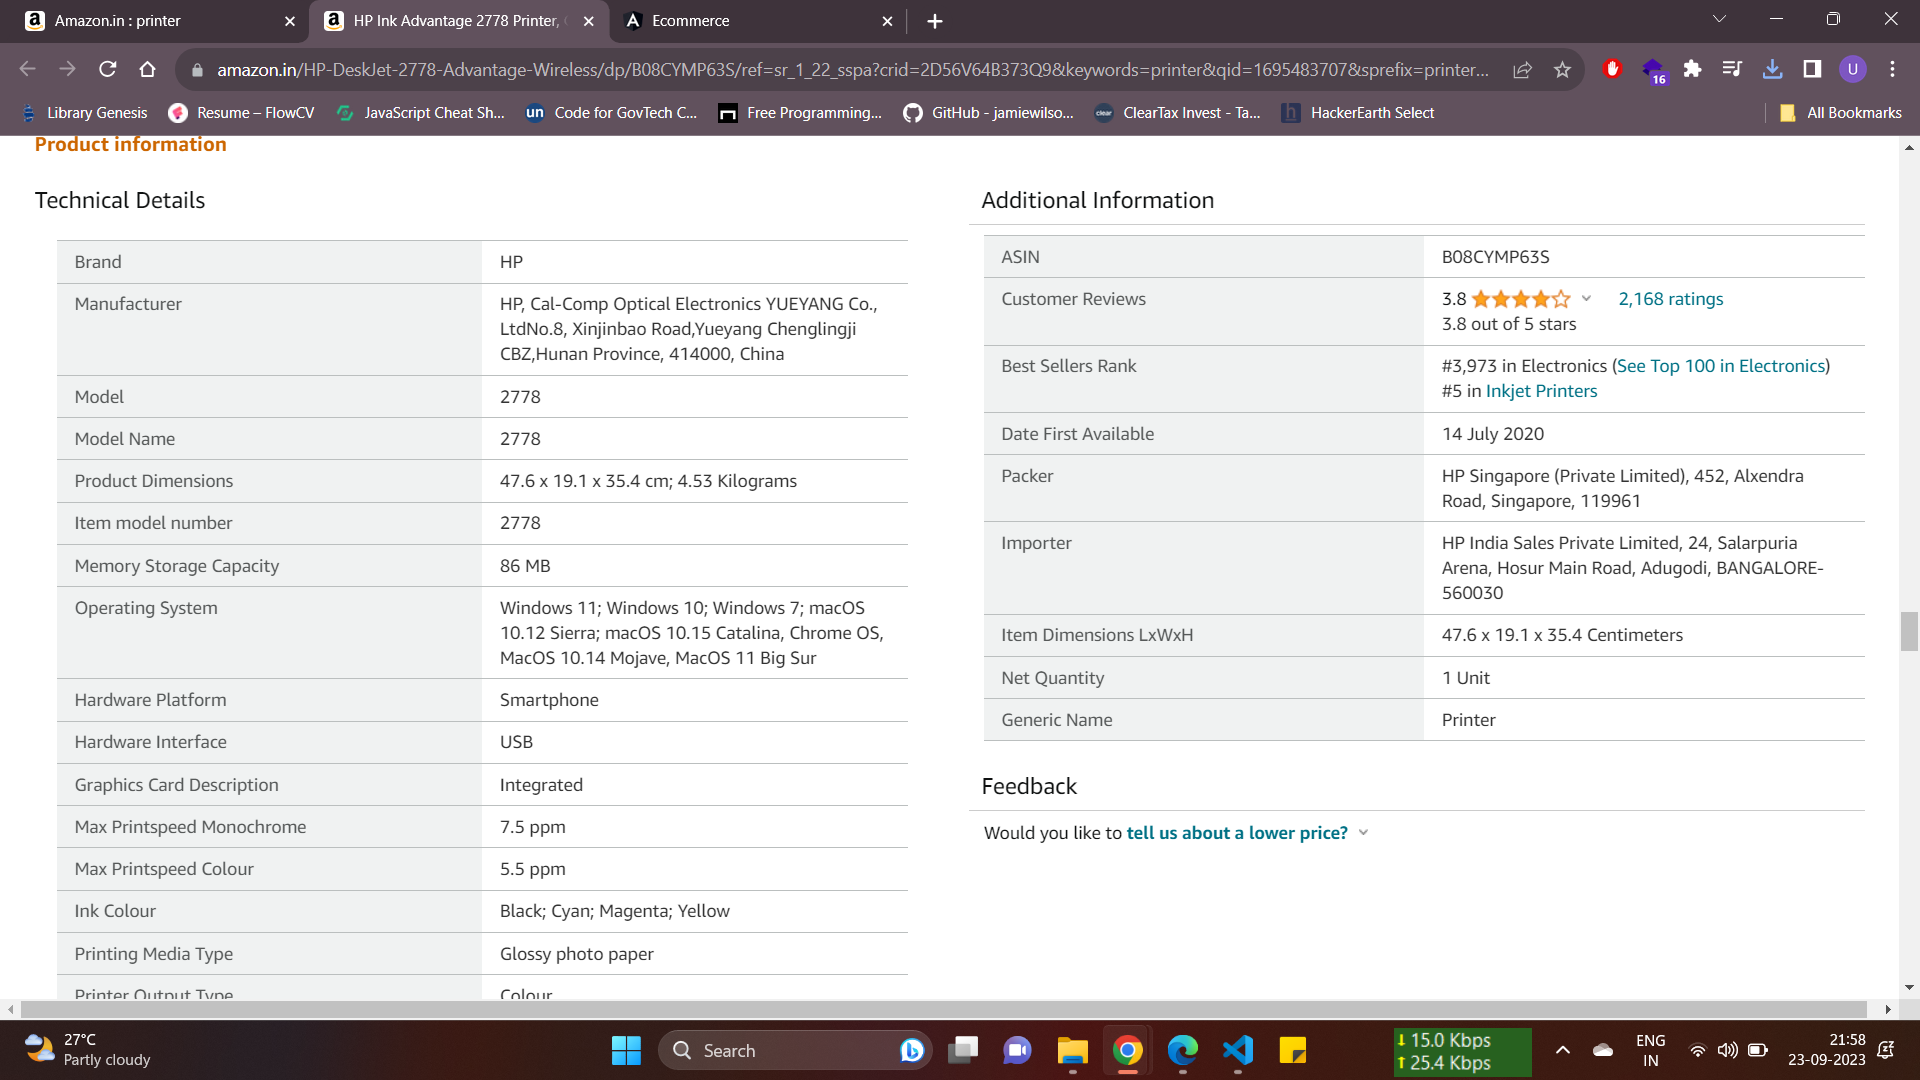 Amazon.in : printer
HP Ink Advantage 2778 Printer,
Ecommerce
amazon.in/HP-DeskJet-2778-Advantage-Wireless/dp/B08CYMP63S/ref=sr_1_22_sspa?crid=2D56V64B373Q9&keywords=printer&qid=1695483707&sprefix=printer...
16
U
Library Genesis
Resume – FlowCV
JavaScript Cheat Sh...
un
Code for GovTech C...
Free Programming...
GitHub - jamiewilso...
clear
ClearTax Invest - Ta...
h
HackerEarth Select
All Bookmarks
Product information
Technical Details
Brand HP
Manufacturer HP, Cal-Comp Optical Electronics YUEYANG Co.,
LtdNo.8, Xinjinbao Road,Yueyang Chenglingji
CBZ,Hunan Province, 414000, China
Model 2778
Model Name 2778
Product Dimensions 47.6 x 19.1 x 35.4 cm; 4.53 Kilograms
Item model number 2778
Memory Storage Capacity 86 MB
Operating System Windows 11; Windows 10; Windows 7; macOS
10.12 Sierra; macOS 10.15 Catalina, Chrome OS,
MacOS 10.14 Mojave, MacOS 11 Big Sur
Hardware Platform Smartphone
Hardware Interface USB
Graphics Card Description Integrated
Max Printspeed Monochrome 7.5 ppm
Max Printspeed Colour 5.5 ppm
Ink Colour Black; Cyan; Magenta; Yellow
Printing Media Type Glossy photo paper
Printer Output Type Colour
Additional Information
ASIN B08CYMP63S
Customer Reviews 3.8 2,168 ratings
3.8 out of 5 stars
Best Sellers Rank #3,973 in Electronics (See Top 100 in Electronics)
#5 in Inkjet Printers
Date First Available 14 July 2020
Packer HP Singapore (Private Limited), 452, Alxendra
Road, Singapore, 119961
Importer HP India Sales Private Limited, 24, Salarpuria
Arena, Hosur Main Road, Adugodi, BANGALORE-
560030
Item Dimensions LxWxH 47.6 x 19.1 x 35.4 Centimeters
Net Quantity 1 Unit
Generic Name Printer
Feedback
Would you like to tell us about a lower price?
27°C
Partly cloudy
Search
15.0 Kbps
25.4 Kbps
ENG
IN
21:58
23-09-2023